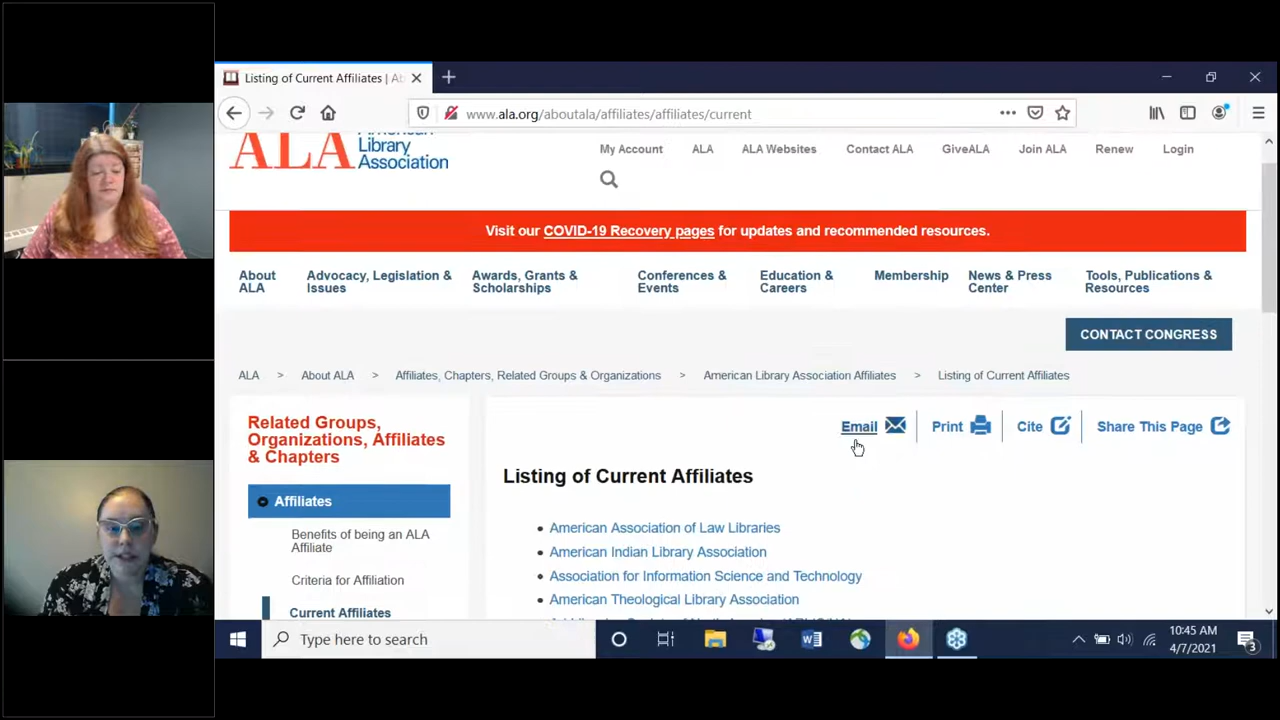 Listing of Current Affiliates | Ab
www.ala.org/aboutala/affiliates/affiliates/current
ALA American Library Association
My Account ALA ALA Websites Contact ALA GiveALA Join ALA Renew Login
Visit our COVID-19 Recovery pages for updates and recommended resources.
About ALA
Advocacy, Legislation & Issues
Awards, Grants & Scholarships
Conferences & Events
Education & Careers
Membership
News & Press Center
Tools, Publications & Resources
CONTACT CONGRESS
ALA > About ALA > Affiliates, Chapters, Related Groups & Organizations > American Library Association Affiliates > Listing of Current Affiliates
Related Groups,
Organizations, Affiliates
& Chapters
Affiliates
Benefits of being an ALA
Affiliate
Criteria for Affiliation
Current Affiliates
Email Print Cite Share This Page
Listing of Current Affiliates
American Association of Law Libraries
American Indian Library Association
Association for Information Science and Technology
American Theological Library Association
Type here to search
10:45 AM
4/7/2021
3